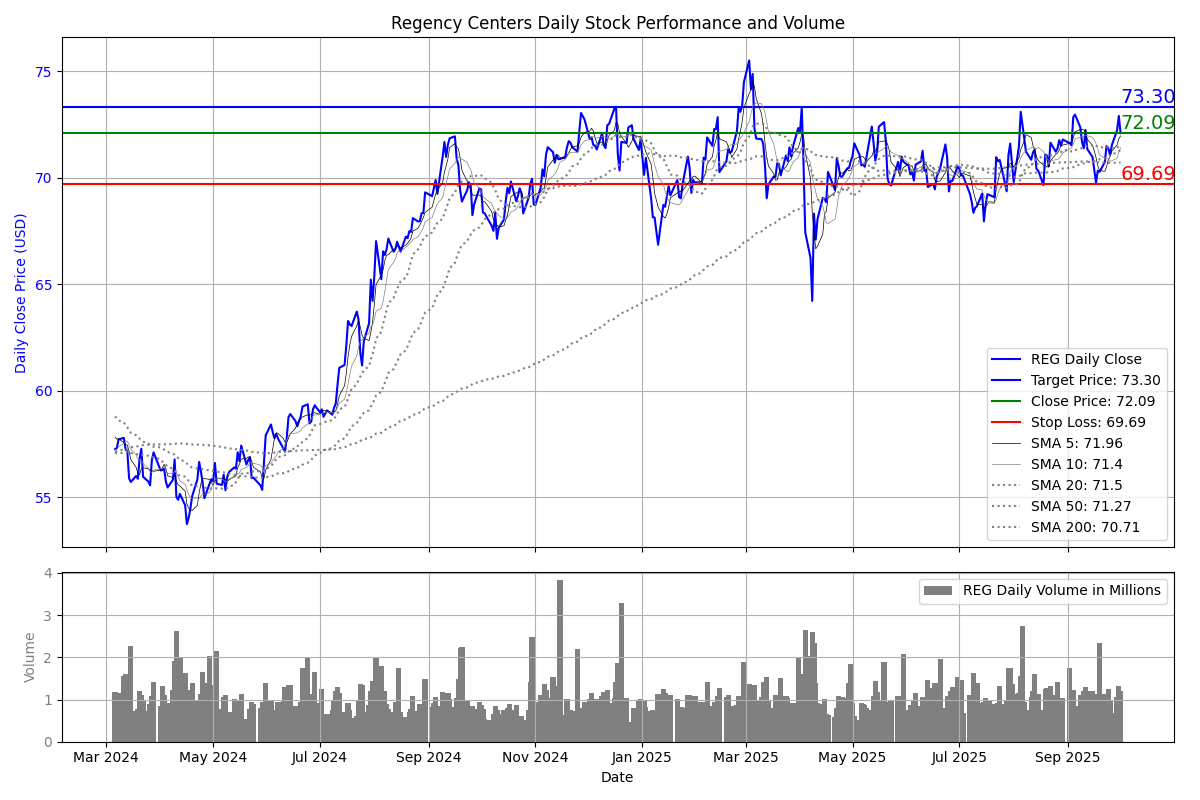 Regency Centers Daily Stock Performance and Volume
Daily Close Price (USD)
75
70
65
60
55
73.30
72.09
69.69
REG Daily Close
Target Price: 73.30
Close Price: 72.09
Stop Loss: 69.69
SMA 5: 71.96
SMA 10: 71.4
SMA 20: 71.5
SMA 50: 71.27
SMA 200: 70.71
Volume
4
3
2
1
0
REG Daily Volume in Millions
Mar 2024
May 2024
Jul 2024
Sep 2024
Nov 2024
Jan 2025
Mar 2025
May 2025
Jul 2025
Sep 2025
Date